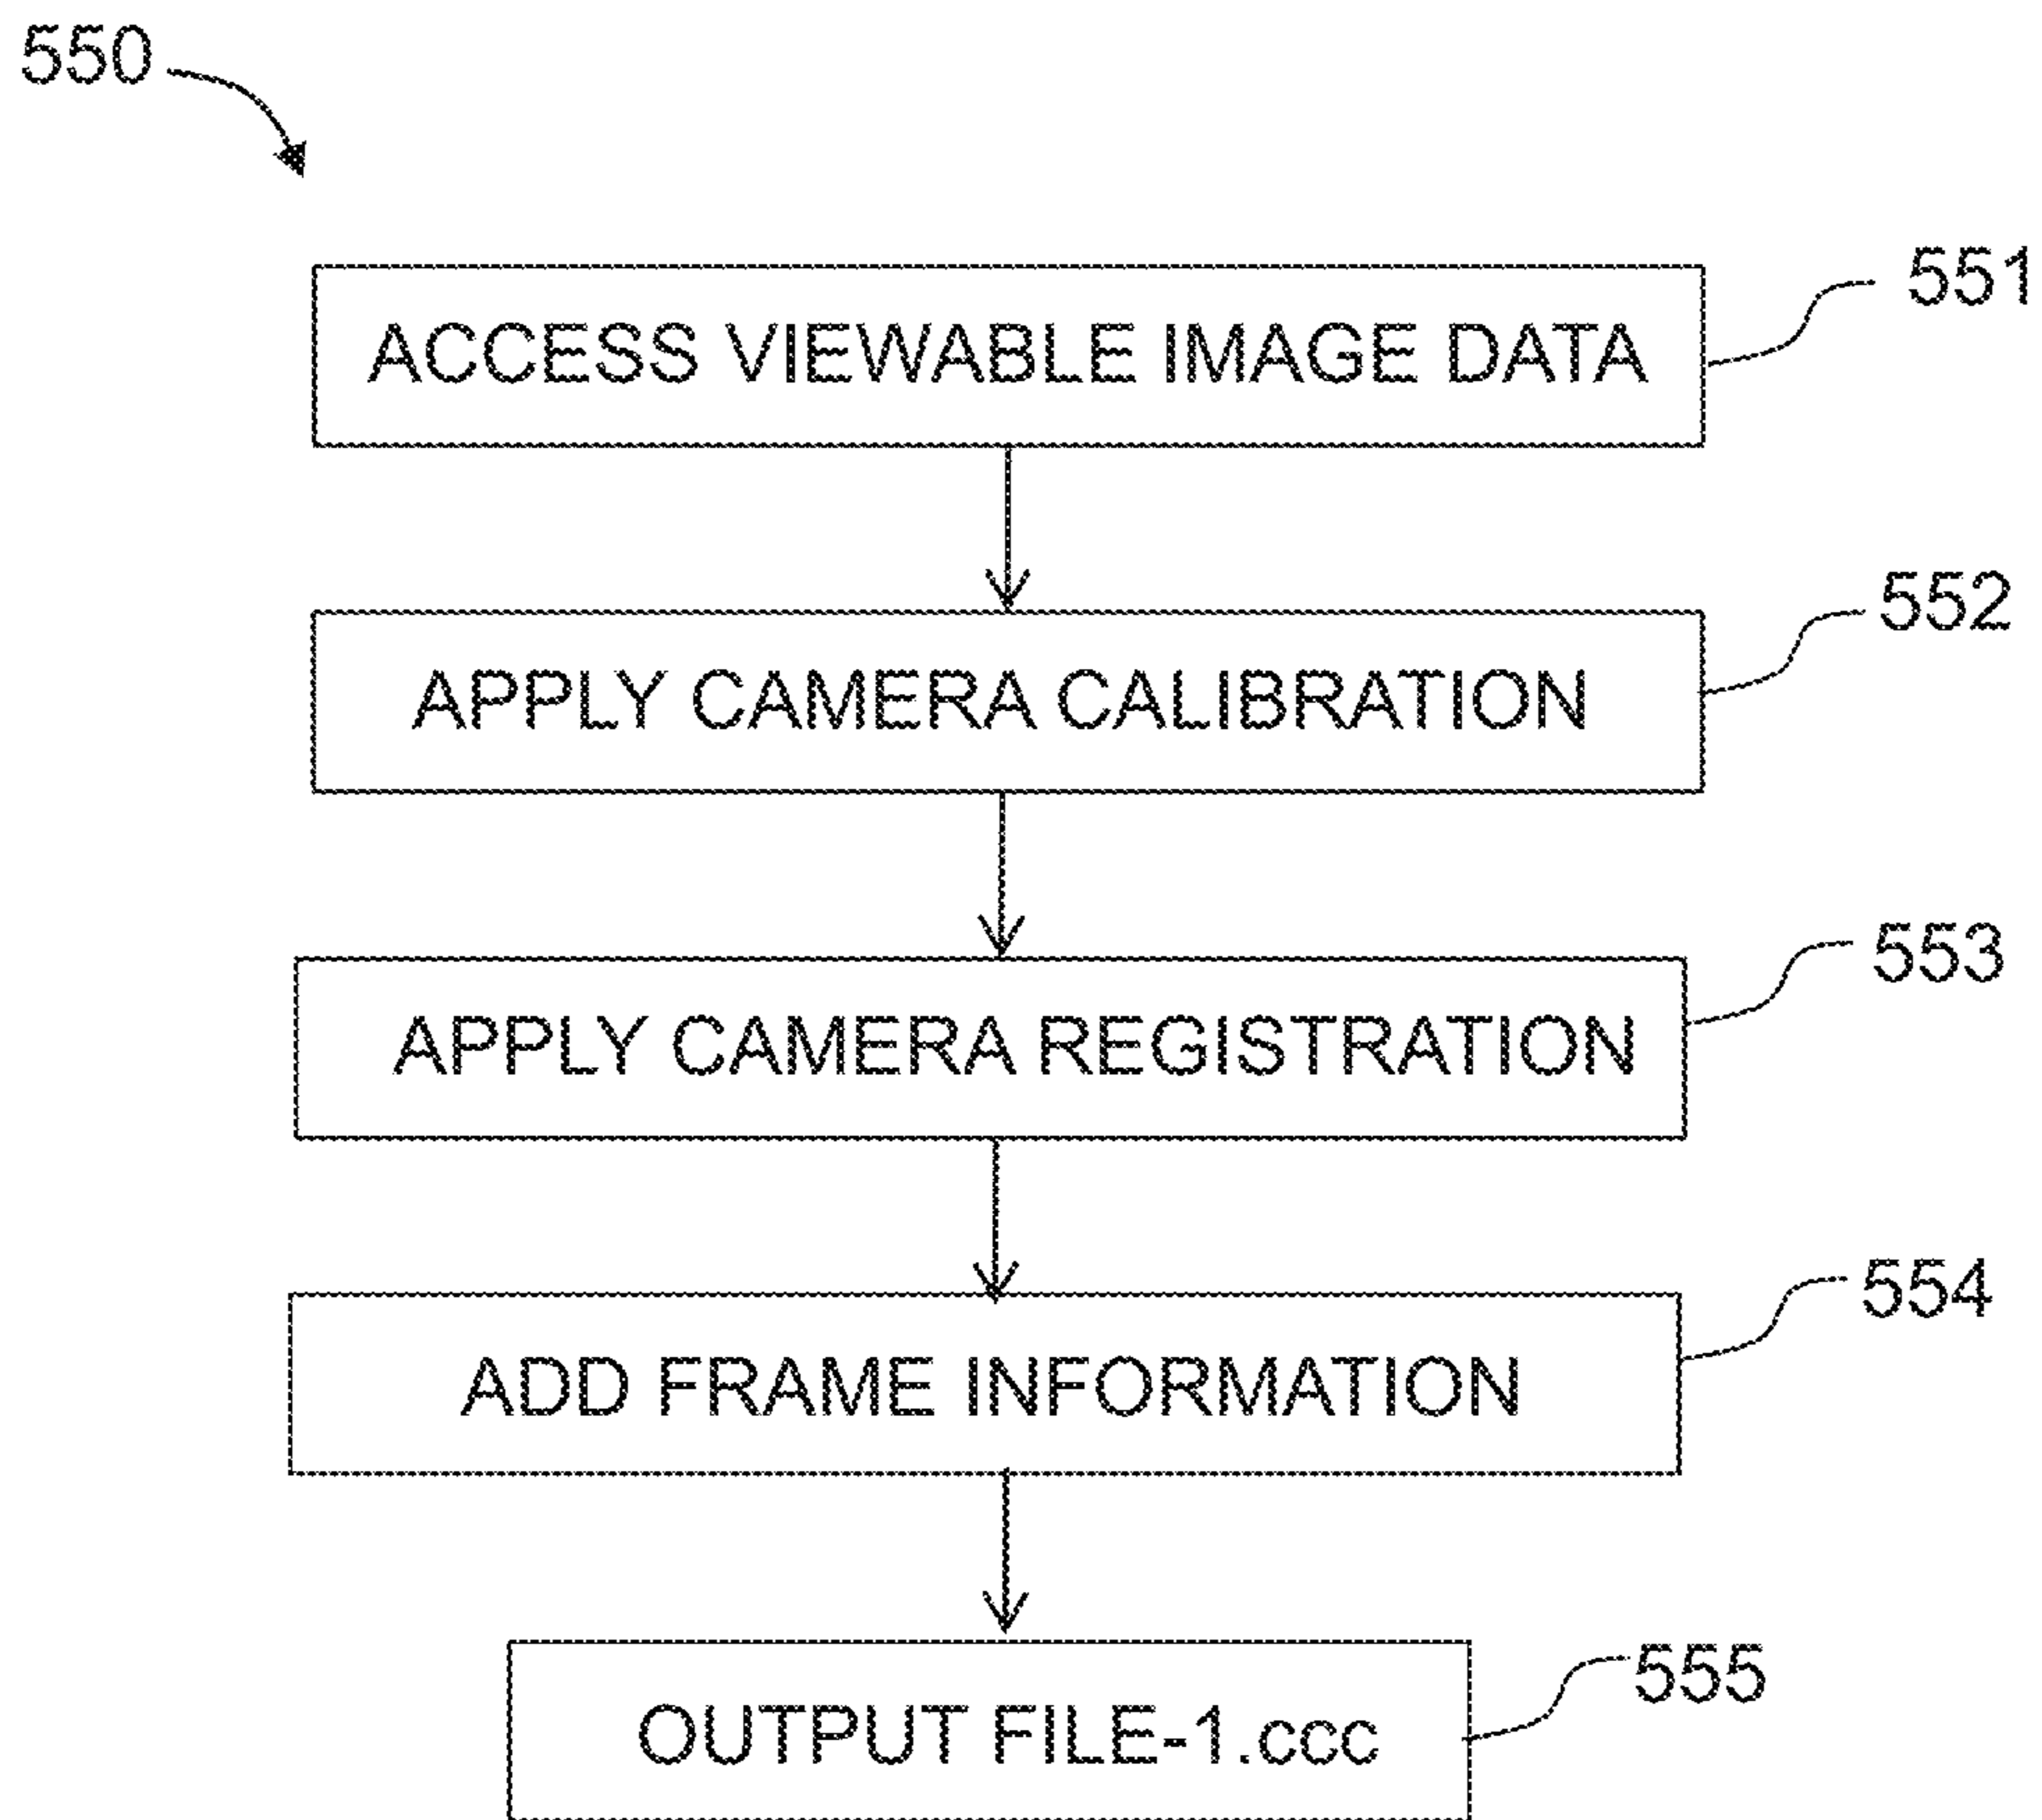 550
551
ACCESS VIEWABLE IMAGE DATA
552
APPLY CAMERA CALIBRATION
553
APPLY CAMERA REGISTRATION
554
ADD FRAME INFORMATION
555
OUTPUT FILE-1.ccc